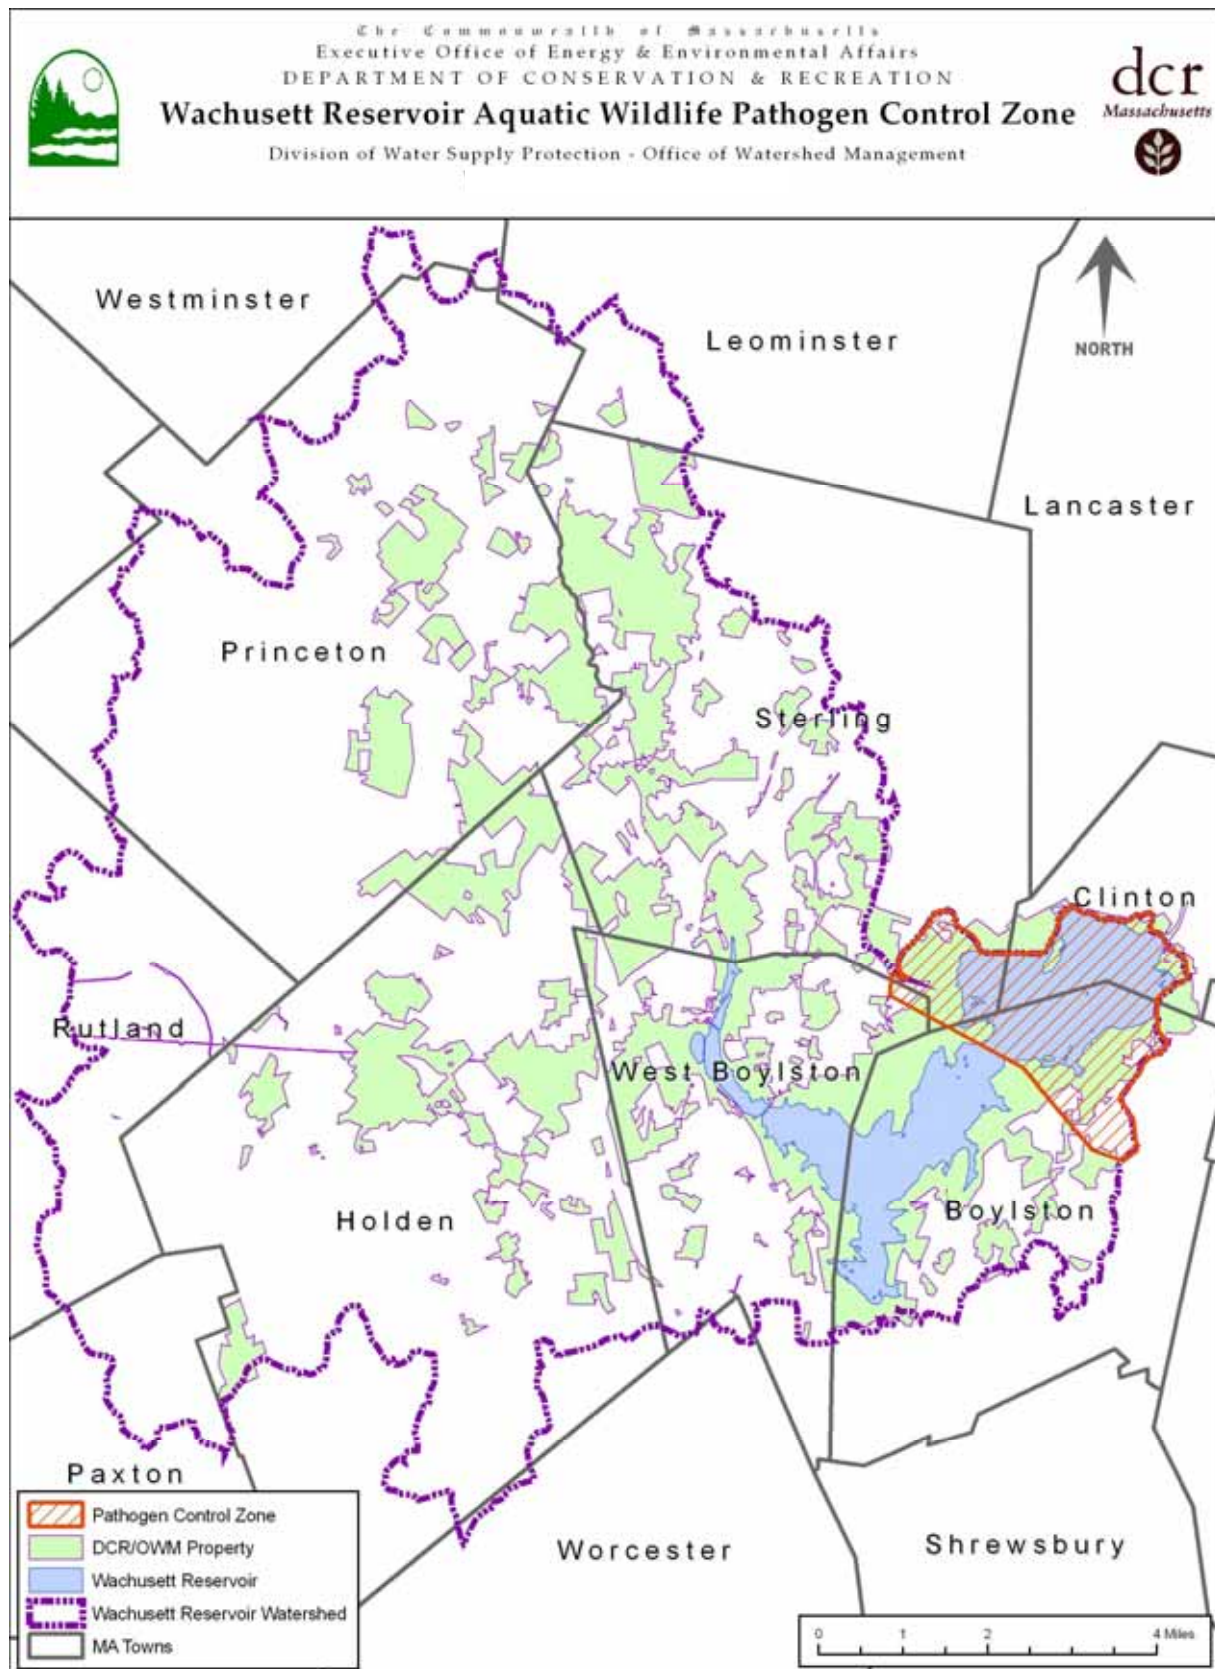 The Commonwealth of Massachusetts
Executive Office of Energy & Environmental Affairs
DEPARTMENT OF CONSERVATION & RECREATION
Wachusett Reservoir Aquatic Wildlife Pathogen Control Zone
Division of Water Supply Protection - Office of Watershed Management
dcr
Massachusetts
Westminster
Leominster
NORTH
Lancaster
Princeton
Sterling
Clinton
Rutland
West Boylston
Holden
Boylston
Paxton
Worcester
Shrewsbury
Pathogen Control Zone
DCR/OWM Property
Wachusett Reservoir
Wachusett Reservoir Watershed
MA Towns
0 1 2 4 Miles